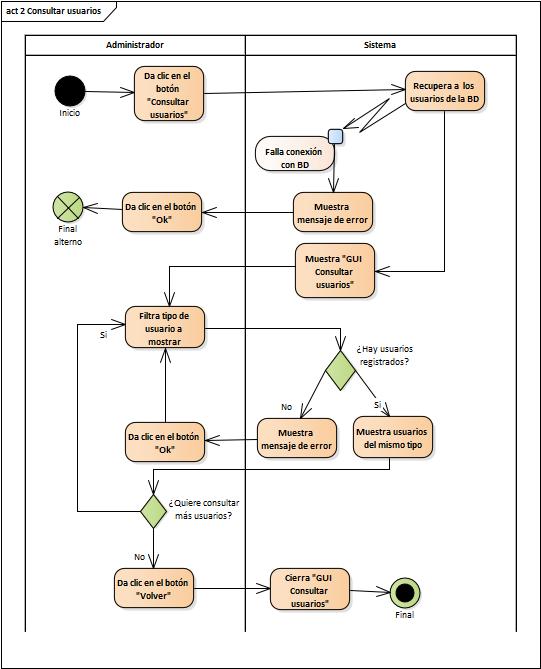 act 2 Consultar usuarios
Administrador
Sistema
Inicio
Da clic en el
botón
"Consultar
usuarios"
Recupera a los
usuarios de la BD
Falla conexión
con BD
Final
alterno
Da clic en el botón
"Ok"
Muestra
mensaje de error
Muestra "GUI
Consultar
usuarios"
Filtra tipo de
usuario a
mostrar
Si
¿Hay usuarios
registrados?
No
Si
Da clic en el botón
"Ok"
Muestra
mensaje de error
Muestra usuarios
del mismo tipo
¿Quiere consultar
más usuarios?
No
Da clic en el botón
"Volver"
Cierra "GUI
Consultar
usuarios"
Final